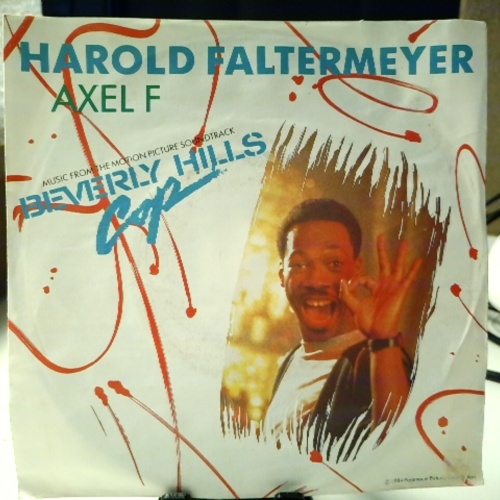 HAROLD FALTERMEYER
AXEL F
MUSIC FROM THE MOTION PICTURE SOUNDTRACK
BEVERLY HILLS
Cop